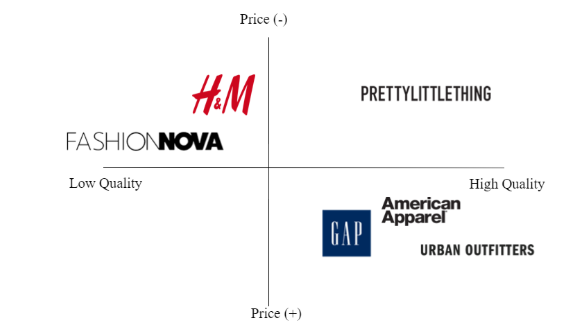 Price (-)
H&M
PRETTYLITTLETHING
FASHIONNOVA
Low Quality
High Quality
American
Apparel
GAP
URBAN OUTFITTERS
Price (+)